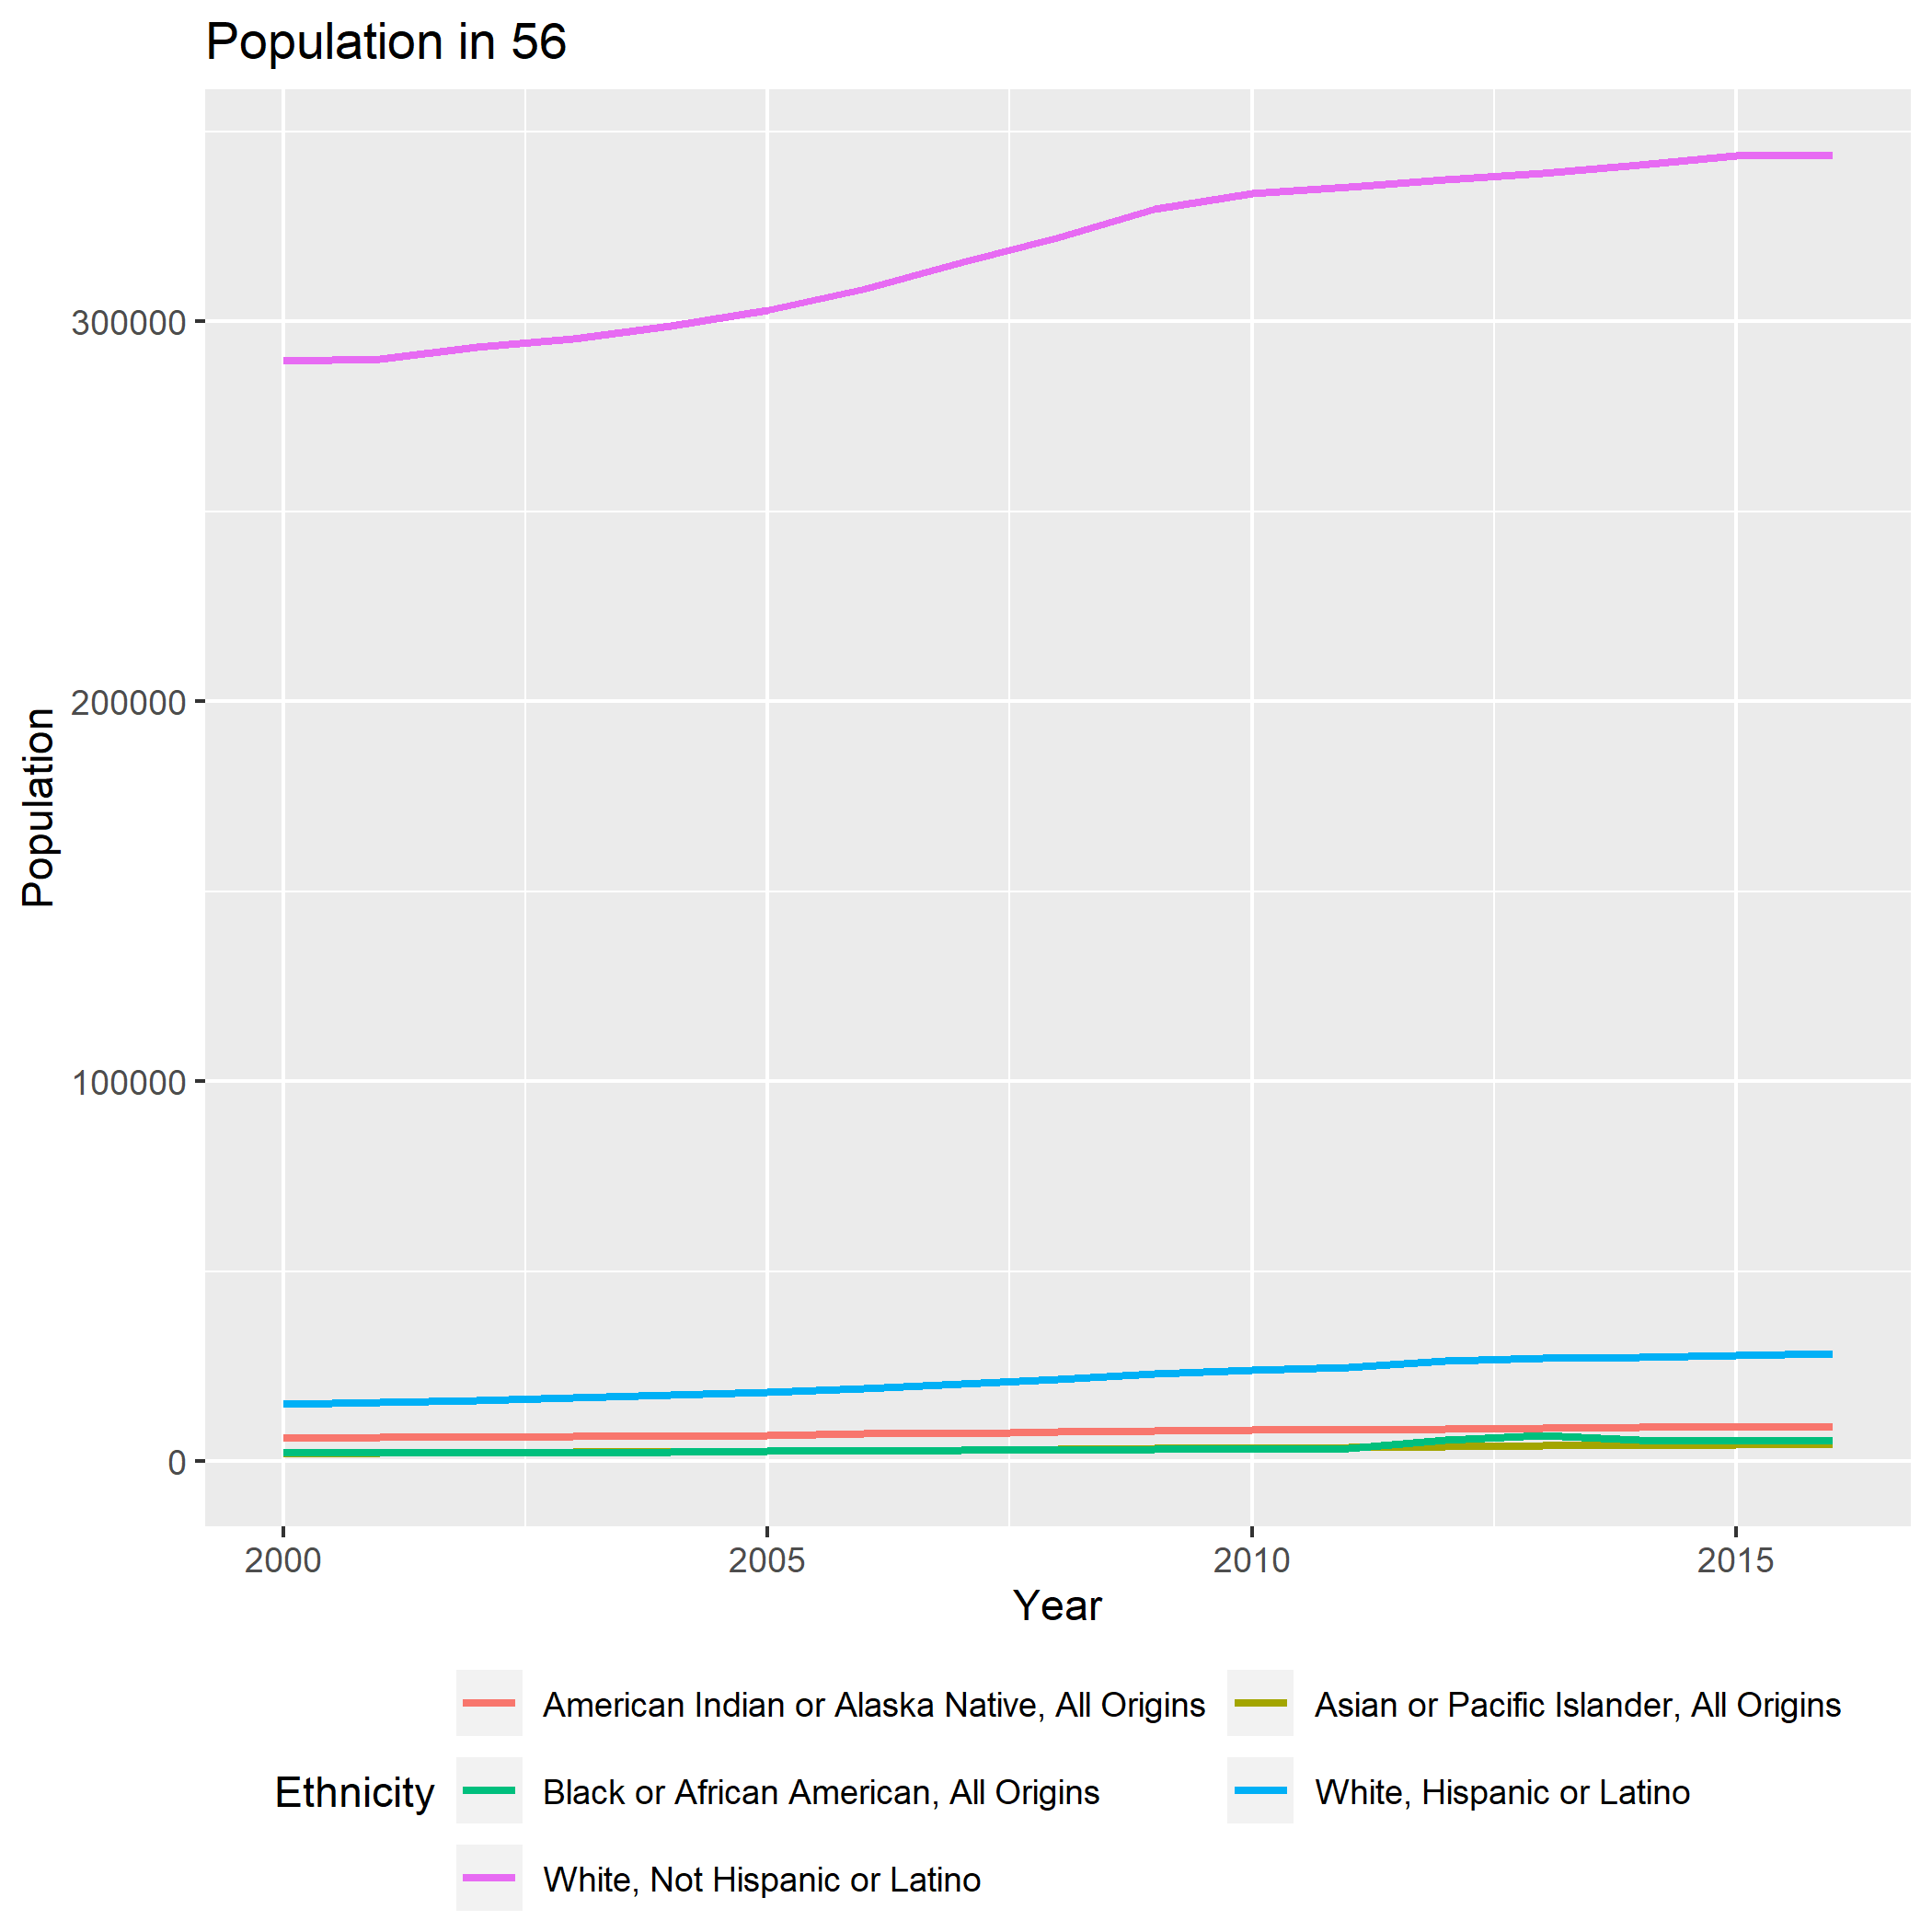 Population in 56
Population
300000
200000
100000
0
2000 2005 2010 2015
Year
Ethnicity
American Indian or Alaska Native, All Origins
Asian or Pacific Islander, All Origins
Black or African American, All Origins
White, Hispanic or Latino
White, Not Hispanic or Latino